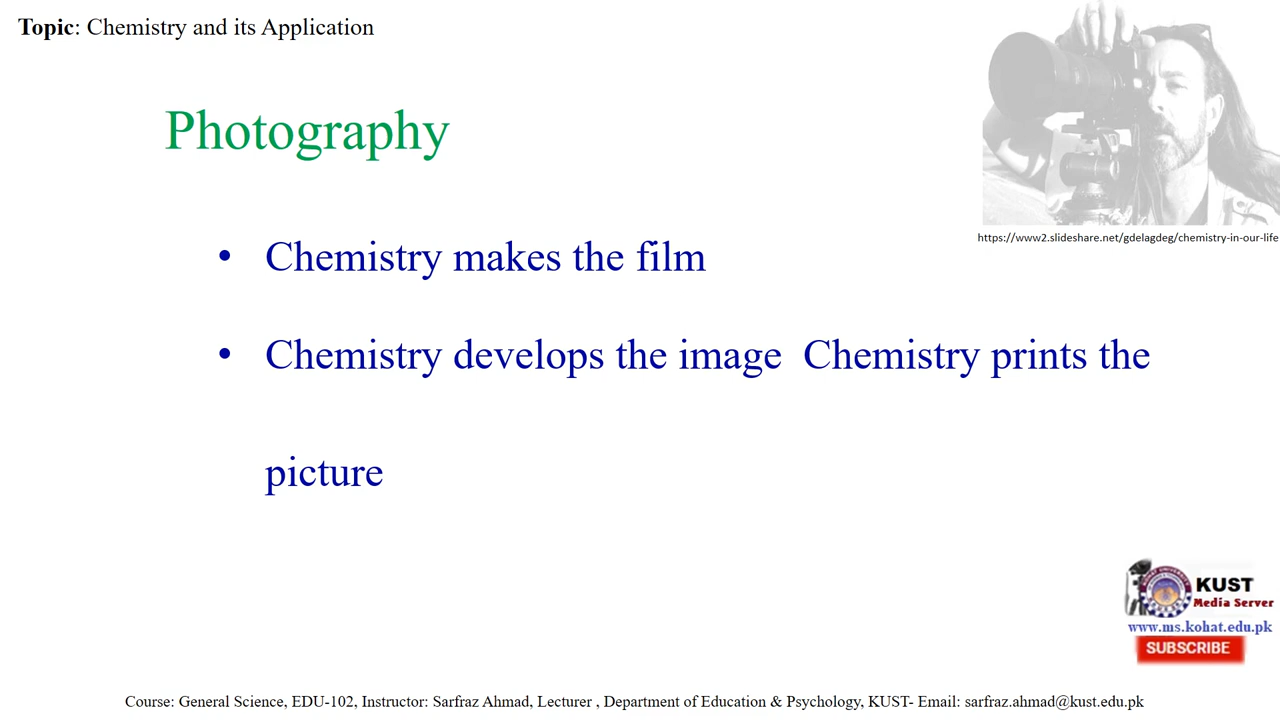 Topic: Chemistry and its Application
Photography
https://www2.slideshare.net/gdelagdeg/chemistry-in-our-life
• Chemistry makes the film
• Chemistry develops the image  Chemistry prints the
picture
KUST
Media Server
www.ms.kohat.edu.pk
SUBSCRIBE
Course: General Science, EDU-102, Instructor: Sarfraz Ahmad, Lecturer , Department of Education & Psychology, KUST- Email: sarfraz.ahmad@kust.edu.pk